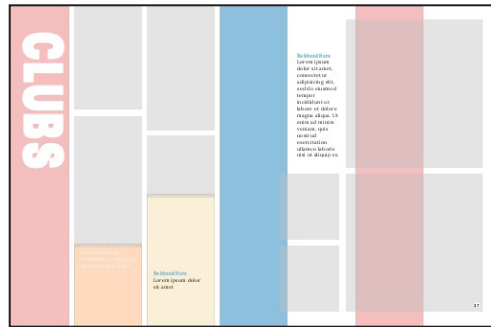 CLUBS
Subhead Here
Lorem ipsum
dolor sit amet,
consectetur
adipisicing elit,
sed do eiusmod
tempor
incididunt ut
labore et dolore
magna aliqua. Ut
enim ad minim
veniam, quis
nostrud
exercitation
ullamco laboris
nisi ut aliquip ex
Subhead Here
Lorem ipsum dolor
sit amet
27